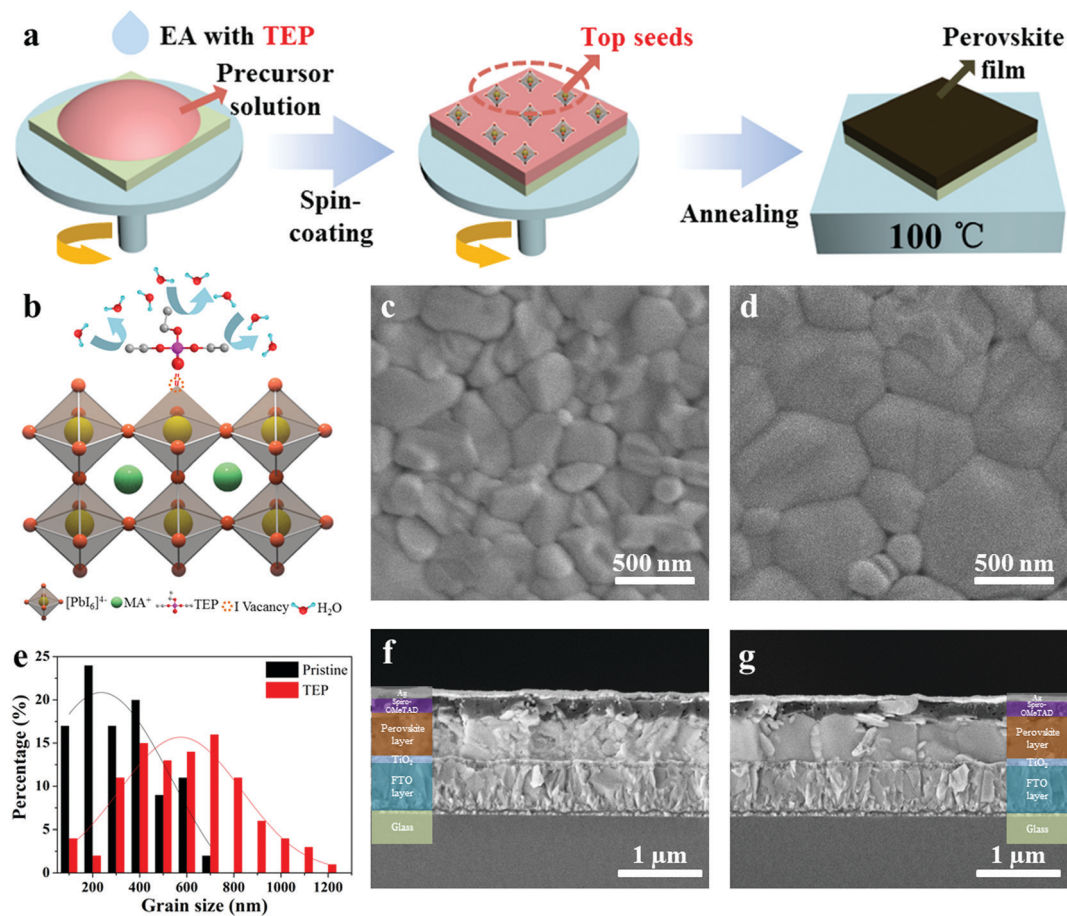 a
EA with TEP
Precursor
solution
Spin-
coating
Top seeds
Annealing
Perovskite
film
100 ℃
b
[PbI₆]⁴⁻ MA⁺ TEP I Vacancy H₂O
c
500 nm
d
500 nm
e
Pristine
TEP
Percentage (%)
25
20
15
10
5
0
200 400 600 800 1000 1200
Grain size (nm)
f
Ag
Spiro-
OMeTAD
Perovskite
layer
TiO₂
FTO
layer
Glass
1 µm
g
Ag
Spiro-
OMeTAD
Perovskite
layer
TiO₂
FTO
layer
Glass
1 µm